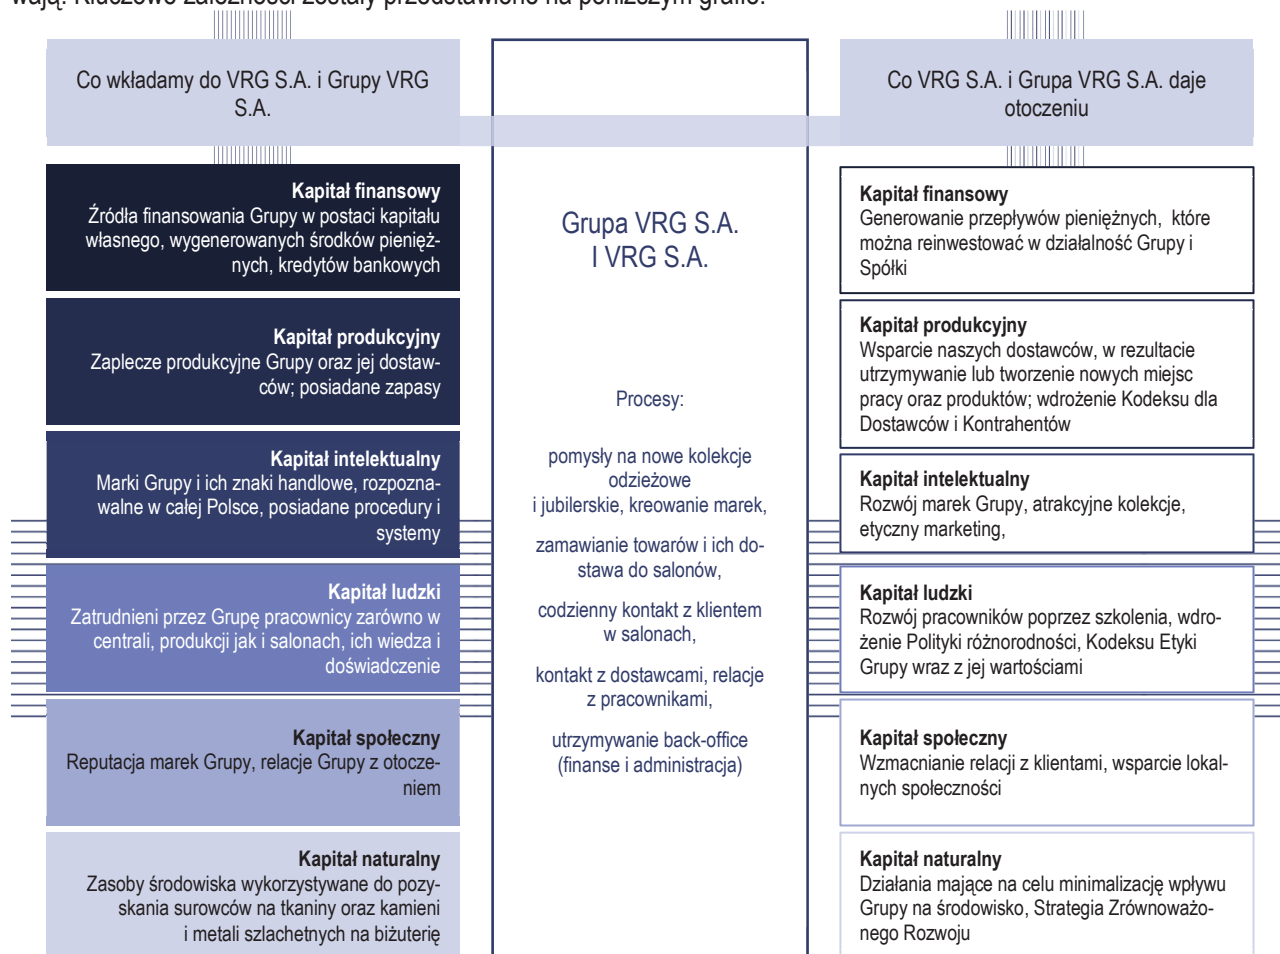 wają. Kluczowe zależności zostały przedstawione na poniższym grafie:
Co wkładamy do VRG S.A. i Grupy VRG
S.A.
Kapitał finansowy
Źródła finansowania Grupy w postaci kapitału
własnego, wygenerowanych środków pienięż-
nych, kredytów bankowych
Kapitał produkcyjny
Zaplecze produkcyjne Grupy oraz jej dostaw-
ców; posiadane zapasy
Kapitał intelektualny
Marki Grupy i ich znaki handlowe, rozpozna-
walne w całej Polsce, posiadane procedury i
systemy
Kapitał ludzki
Zatrudnieni przez Grupę pracownicy zarówno w
centrali, produkcji jak i salonach, ich wiedza i
doświadczenie
Kapitał społeczny
Reputacja marek Grupy, relacje Grupy z otocze-
niem
Kapitał naturalny
Zasoby środowiska wykorzystywane do pozy-
skania surowców na tkaniny oraz kamieni
i metali szlachetnych na biżuterię
Grupa VRG S.A.
I VRG S.A.
Procesy:
pomysły na nowe kolekcje
odzieżowe
i jubilerskie, kreowanie marek,
zamawianie towarów i ich do-
stawa do salonów,
codzienny kontakt z klientem
w salonach,
kontakt z dostawcami, relacje
z pracownikami,
utrzymywanie back-office
(finanse i administracja)
Co VRG S.A. i Grupa VRG S.A. daje
otoczeniu
Kapitał finansowy
Generowanie przepływów pieniężnych, które
można reinwestować w działalność Grupy i
Spółki
Kapitał produkcyjny
Wsparcie naszych dostawców, w rezultacie
utrzymywanie lub tworzenie nowych miejsc
pracy oraz produktów; wdrożenie Kodeksu dla
Dostawców i Kontrahentów
Kapitał intelektualny
Rozwój marek Grupy, atrakcyjne kolekcje,
etyczny marketing,
Kapitał ludzki
Rozwój pracowników poprzez szkolenia, wdro-
żenie Polityki różnorodności, Kodeksu Etyki
Grupy wraz z jej wartościami
Kapitał społeczny
Wzmacnianie relacji z klientami, wsparcie lokal-
nych społeczności
Kapitał naturalny
Działania mające na celu minimalizację wpływu
Grupy na środowisko, Strategia Zrównoważo-
nego Rozwoju